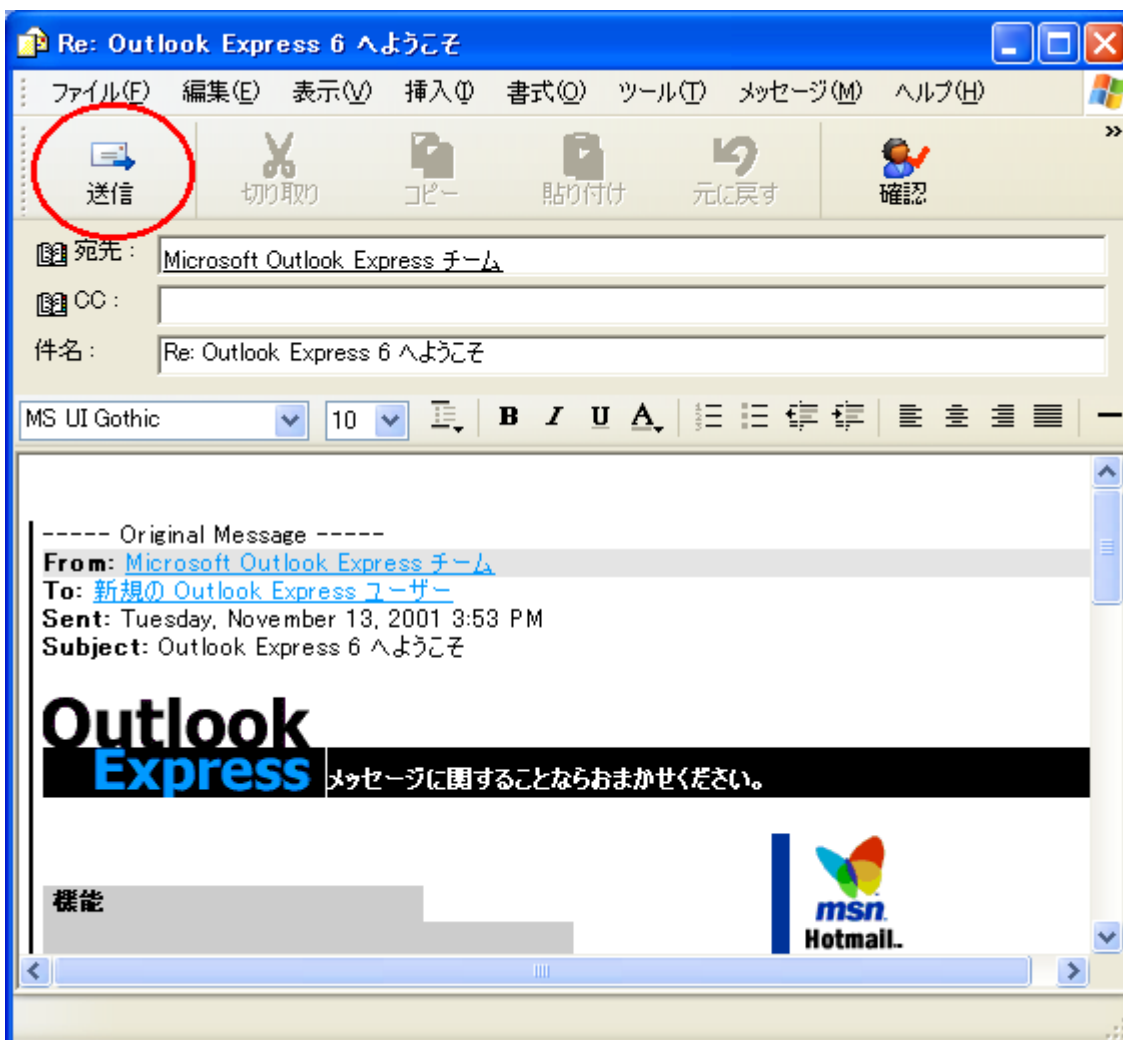 Re: Outlook Express 6 へようこそ
ファイル(F) 編集(E) 表示(V) 挿入(I) 書式(O) ツール(T) メッセージ(M) ヘルプ(H)
送信 切り取り コピー 貼り付け 元に戻す 確認 »
宛先: Microsoft Outlook Express チーム
CC:
件名: Re: Outlook Express 6 へようこそ
MS UI Gothic 10 B I U A
----- Original Message -----
From: Microsoft Outlook Express チーム
To: 新規の Outlook Express ユーザー
Sent: Tuesday, November 13, 2001 3:53 PM
Subject: Outlook Express 6 へようこそ
Outlook
Express メッセージに関することならおまかせください。
機能
msn
Hotmail™